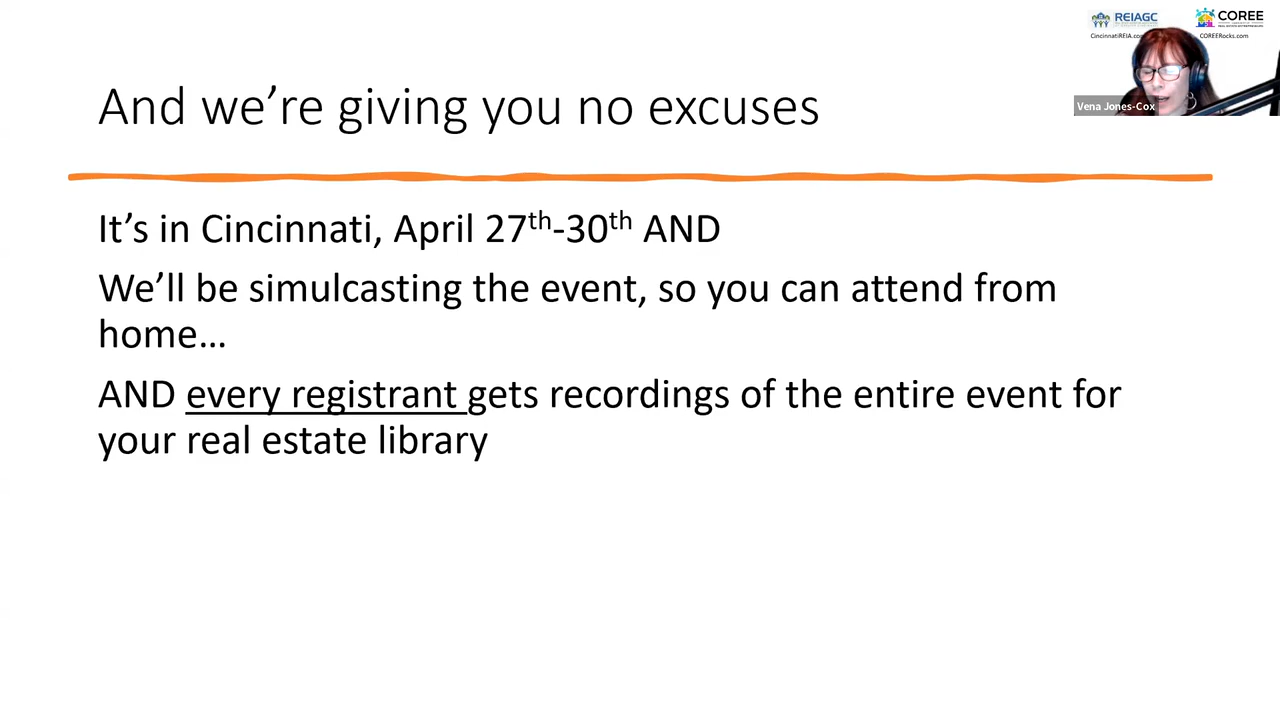 REIAGC
COREE
CincinnatiREIA.co
COREERocks.com
Vena Jones-Cox
And we’re giving you no excuses
It’s in Cincinnati, April 27th-30th AND
We’ll be simulcasting the event, so you can attend from
home…
AND every registrant gets recordings of the entire event for
your real estate library